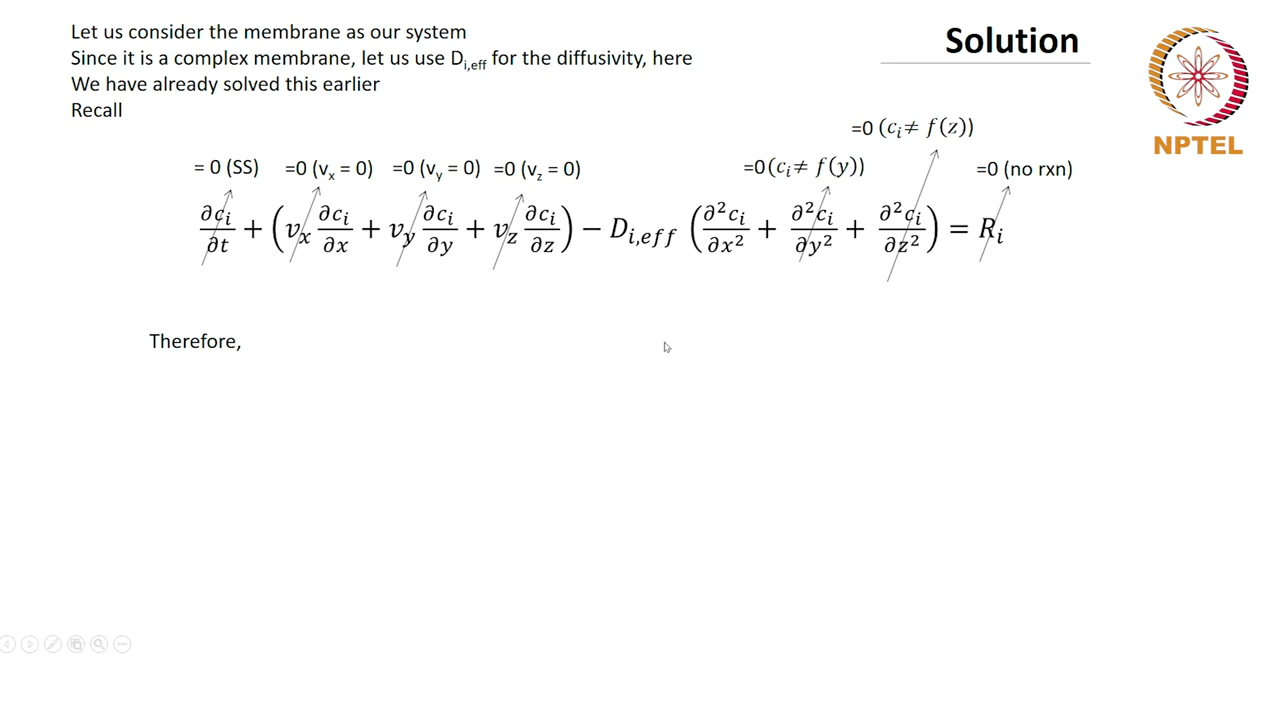 Let us consider the membrane as our system
Since it is a complex membrane, let us use D_{i,eff} for the diffusivity, here
We have already solved this earlier
Recall
Solution
NPTEL
=0 (c_i ≠ f(z))
= 0 (SS) =0 (v_x = 0) =0 (v_y = 0) =0 (v_z = 0) =0 (c_i ≠ f(y)) =0 (no rxn)
∂c_i/∂t + (v_x ∂c_i/∂x + v_y ∂c_i/∂y + v_z ∂c_i/∂z) − D_{i,eff} (∂²c_i/∂x² + ∂²c_i/∂y² + ∂²c_i/∂z²) = R_i
Therefore,